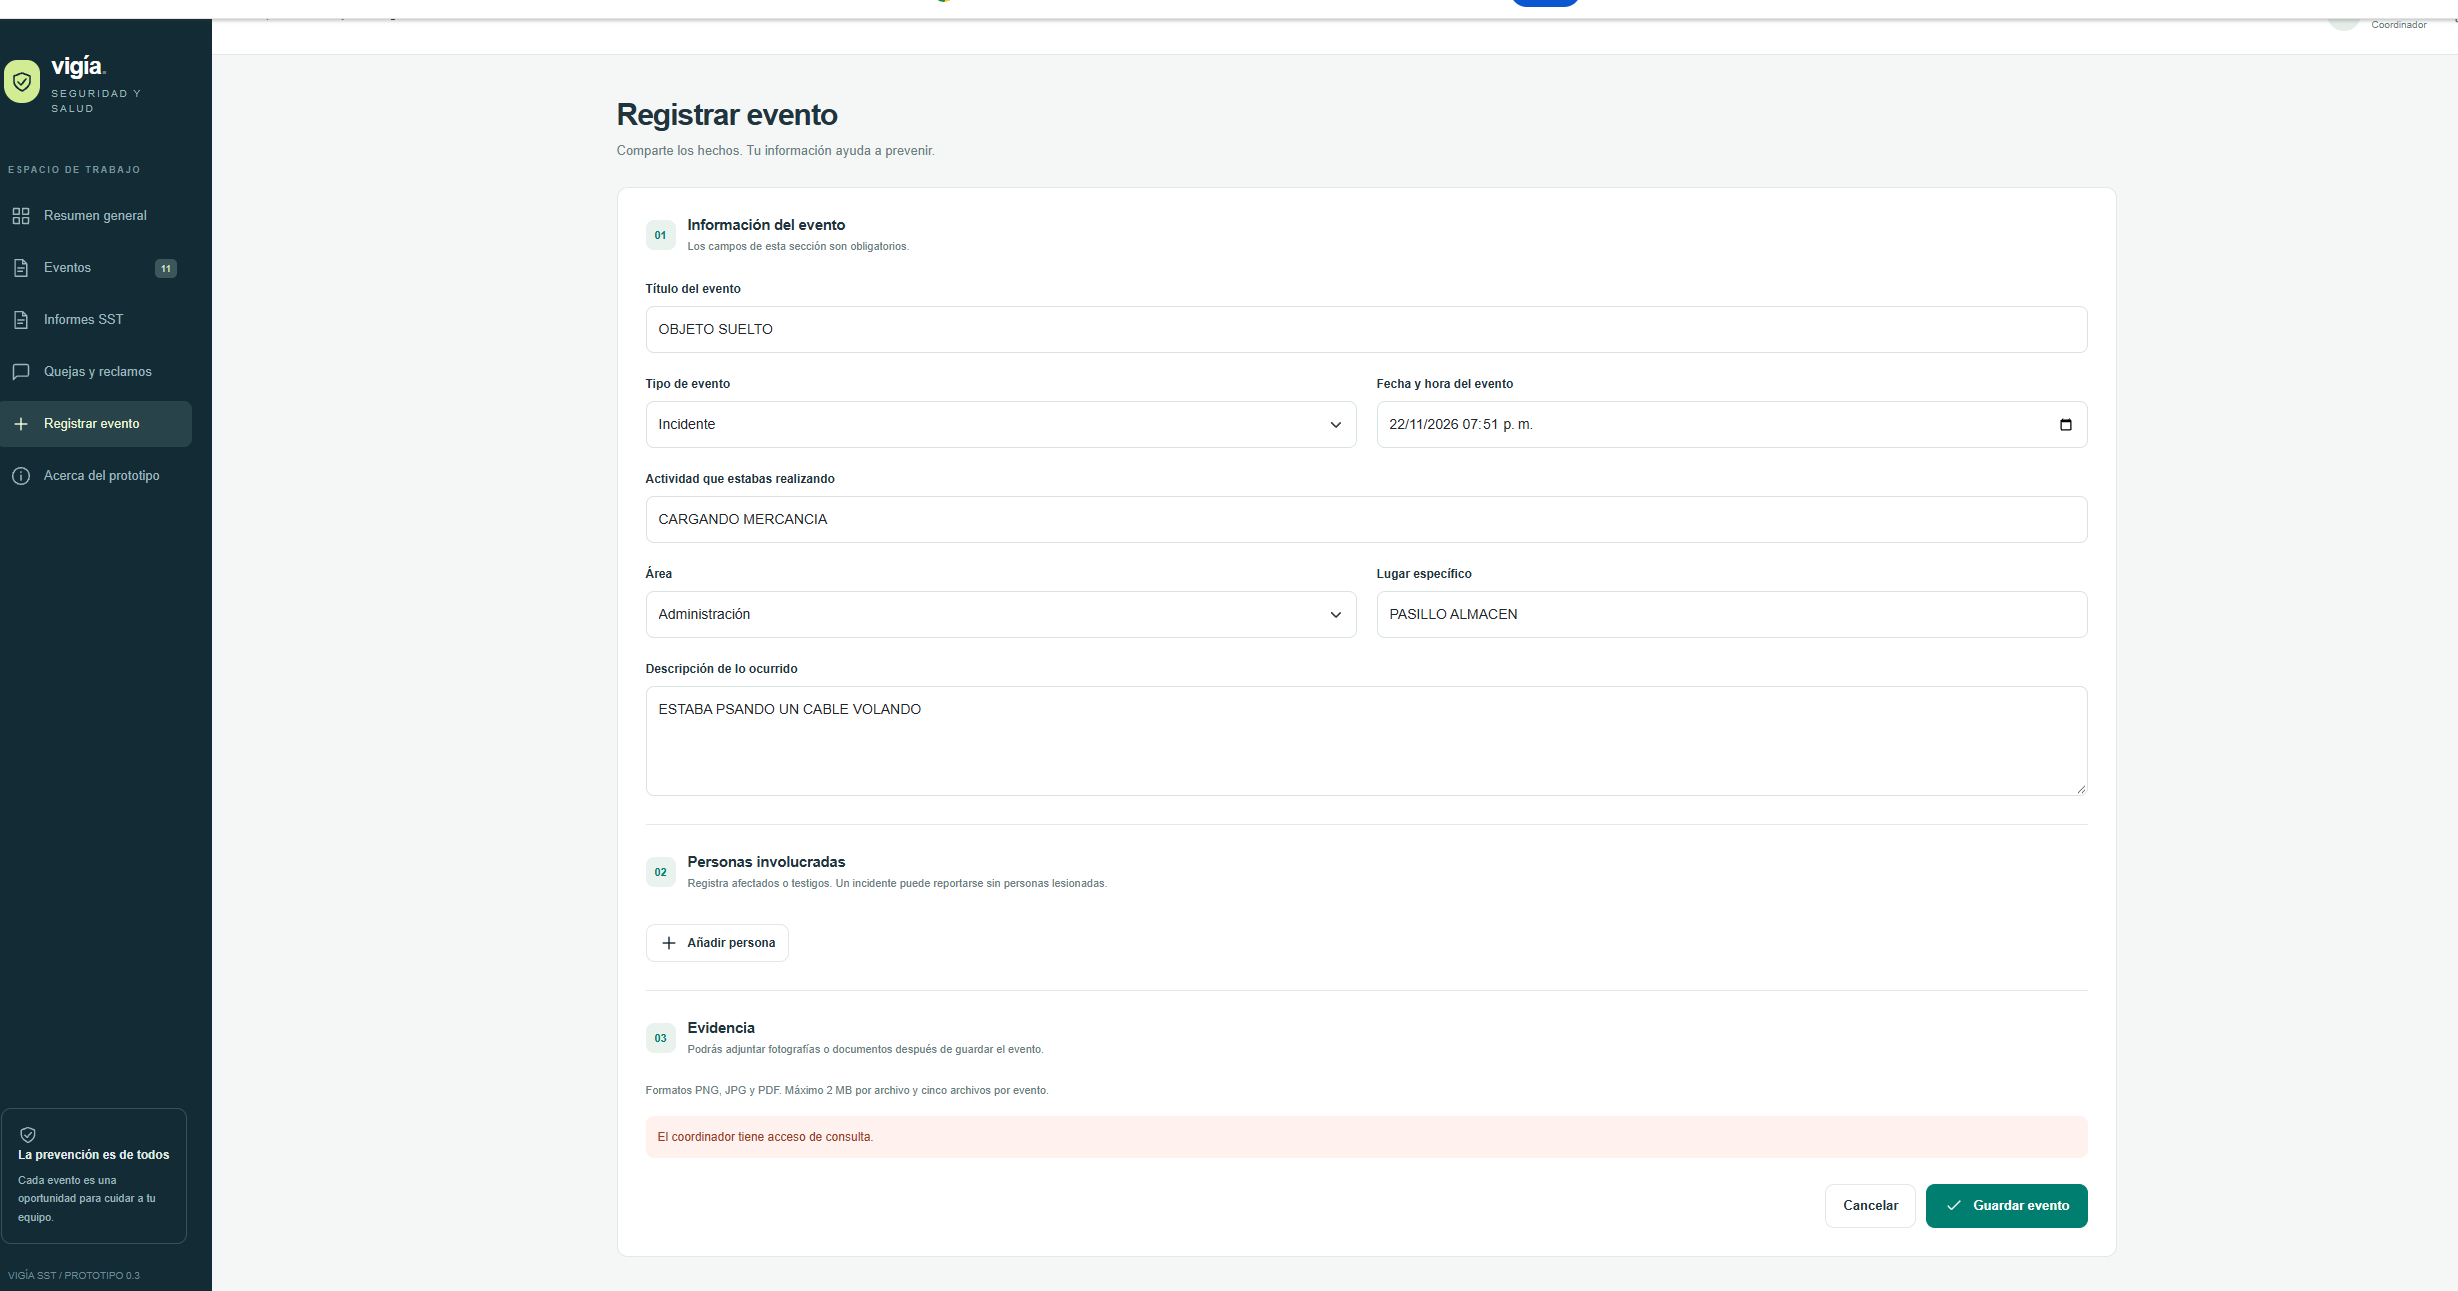 Coordinador
vigía.
SEGURIDAD Y
SALUD
ESPACIO DE TRABAJO
Resumen general
Eventos 11
Informes SST
Quejas y reclamos
Registrar evento
Acerca del prototipo
La prevención es de todos
Cada evento es una
oportunidad para cuidar a tu
equipo.
VIGÍA SST / PROTOTIPO 0.3
Registrar evento
Comparte los hechos. Tu información ayuda a prevenir.
01 Información del evento
Los campos de esta sección son obligatorios.
Título del evento
OBJETO SUELTO
Tipo de evento Fecha y hora del evento
Incidente 22/11/2026 07:51 p. m.
Actividad que estabas realizando
CARGANDO MERCANCIA
Área Lugar específico
Administración PASILLO ALMACEN
Descripción de lo ocurrido
ESTABA PSANDO UN CABLE VOLANDO
02 Personas involucradas
Registra afectados o testigos. Un incidente puede reportarse sin personas lesionadas.
Añadir persona
03 Evidencia
Podrás adjuntar fotografías o documentos después de guardar el evento.
Formatos PNG, JPG y PDF. Máximo 2 MB por archivo y cinco archivos por evento.
El coordinador tiene acceso de consulta.
Cancelar Guardar evento